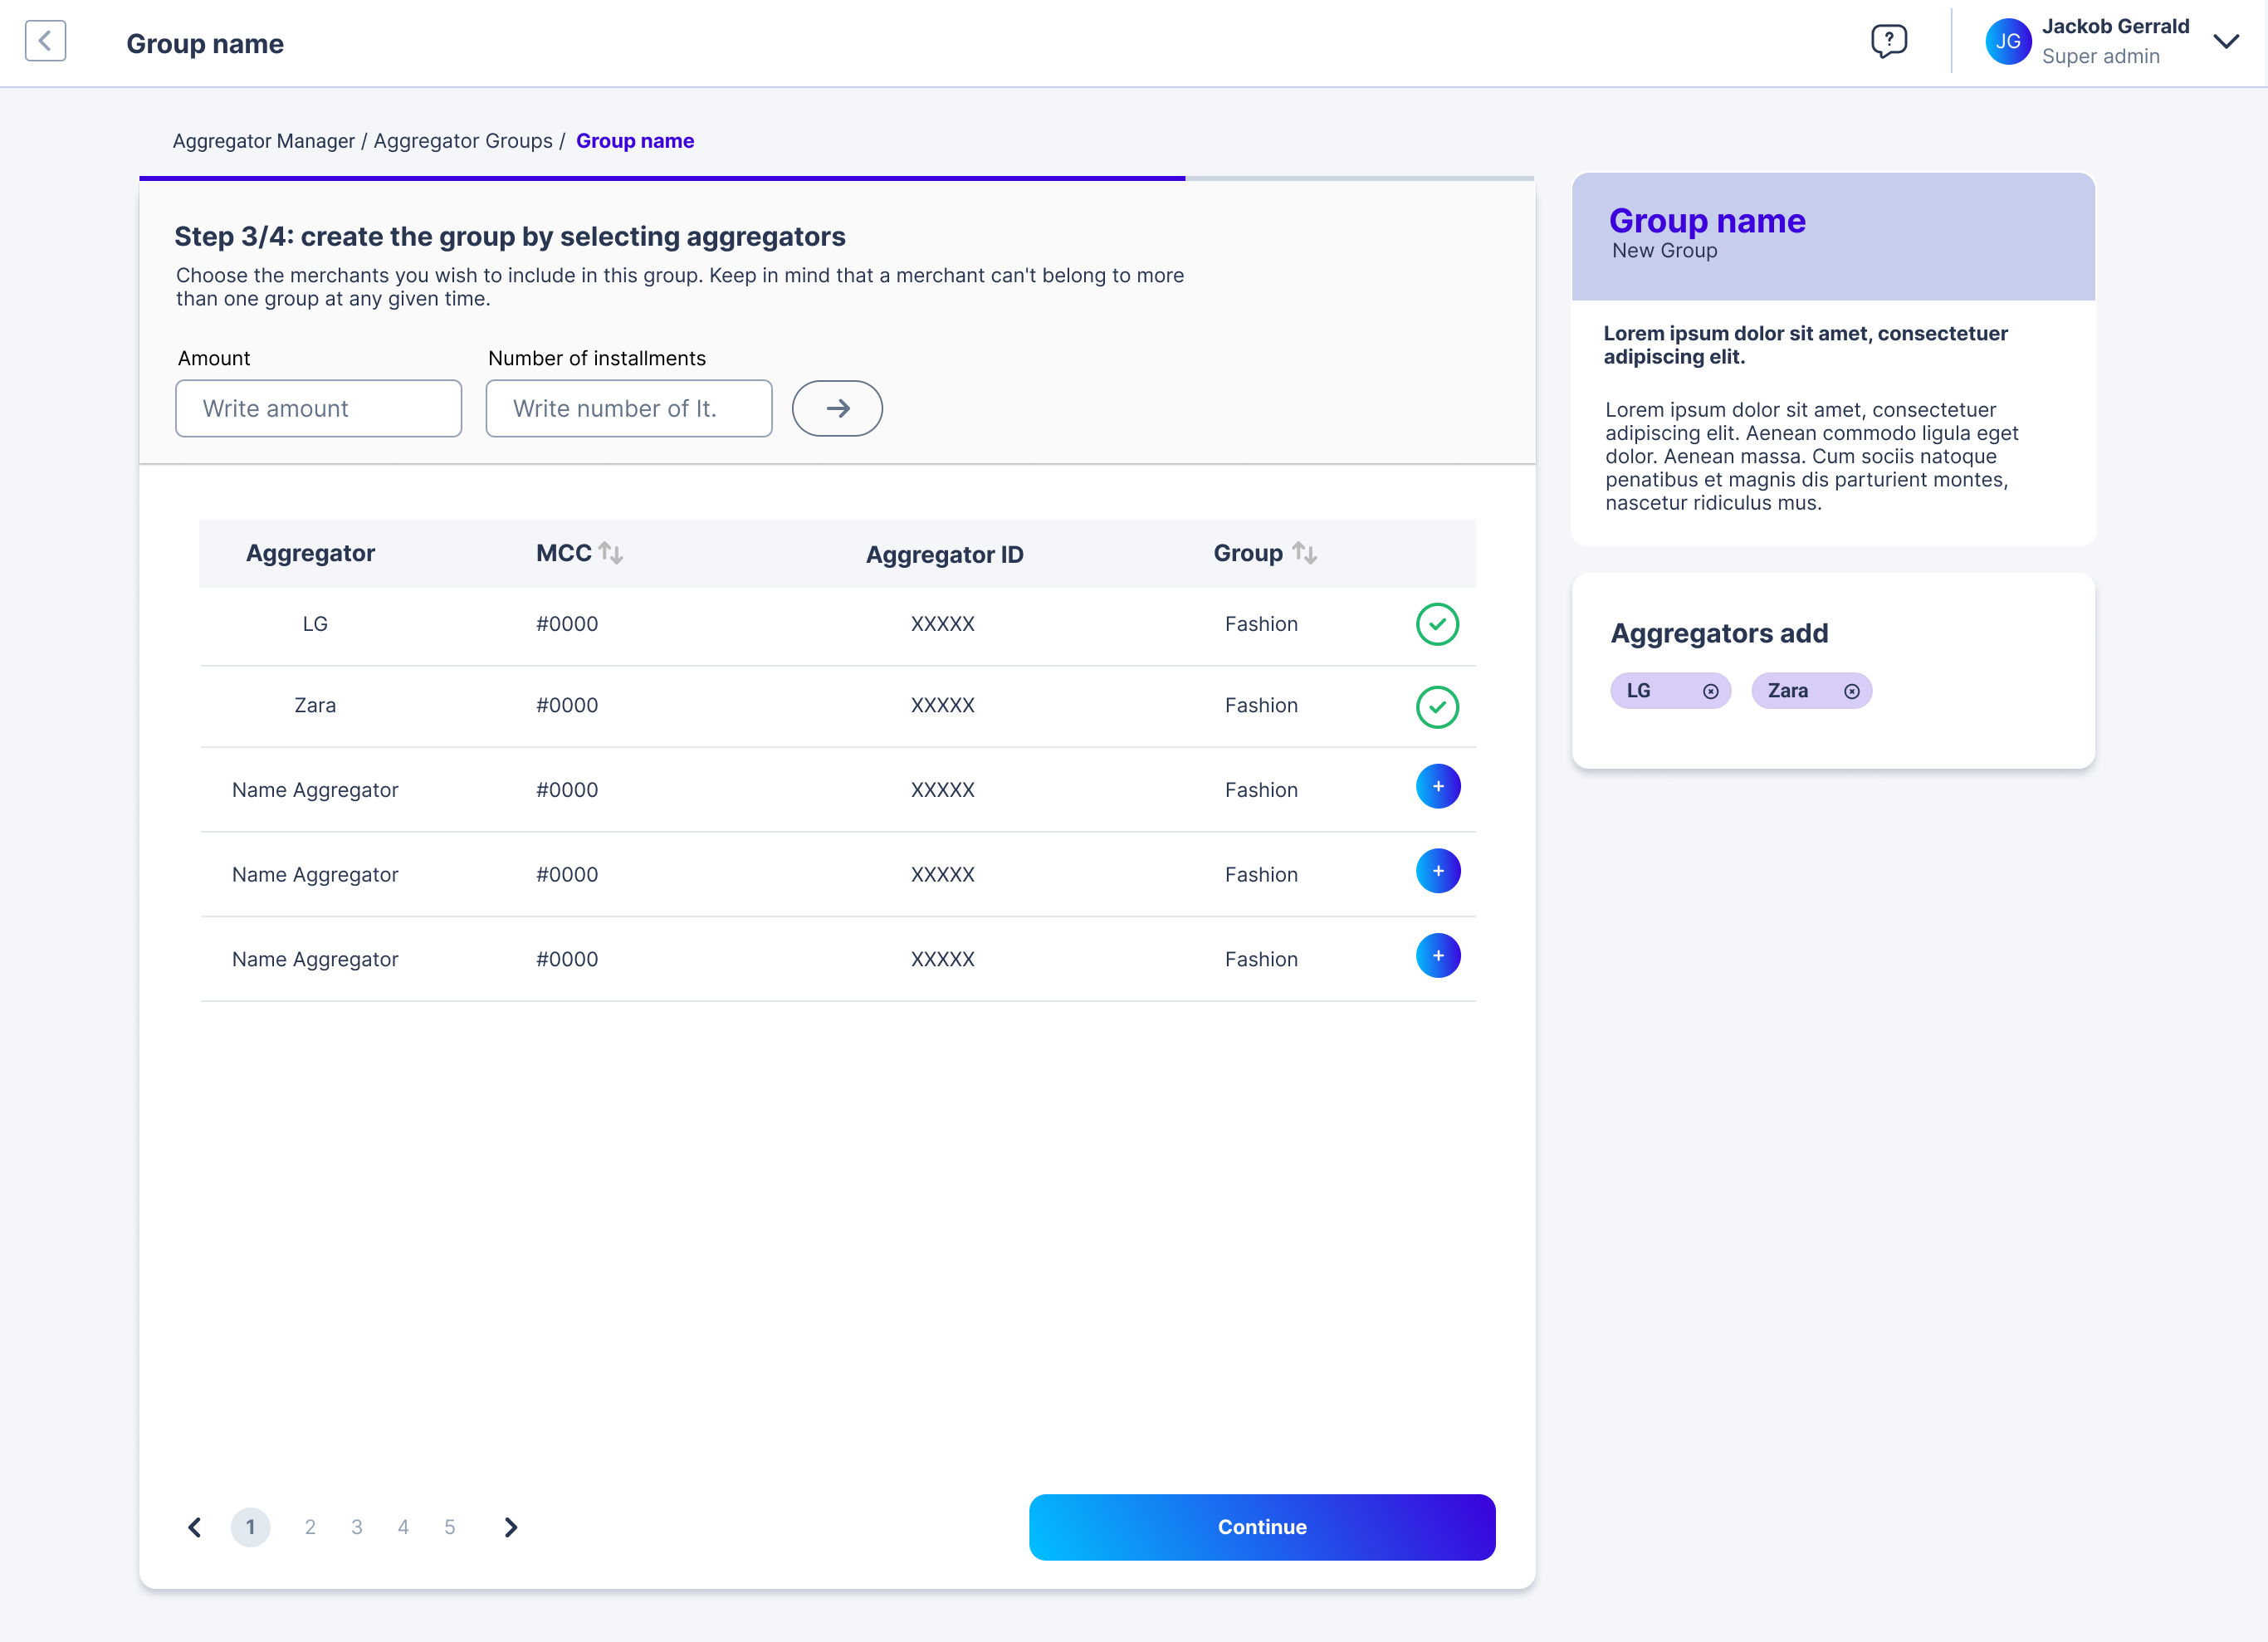 Group name
?
JG
Jackob Gerrald
Super admin
Aggregator Manager / Aggregator Groups / Group name
Step 3/4: create the group by selecting aggregators
Choose the merchants you wish to include in this group. Keep in mind that a merchant can't belong to more
than one group at any given time.
Amount
Number of installments
Write amount
Write number of It.
Aggregator MCC Aggregator ID Group
LG #0000 XXXXX Fashion
Zara #0000 XXXXX Fashion
Name Aggregator #0000 XXXXX Fashion
Name Aggregator #0000 XXXXX Fashion
Name Aggregator #0000 XXXXX Fashion
1 2 3 4 5
Continue
Group name
New Group
Lorem ipsum dolor sit amet, consectetuer
adipiscing elit.
Lorem ipsum dolor sit amet, consectetuer
adipiscing elit. Aenean commodo ligula eget
dolor. Aenean massa. Cum sociis natoque
penatibus et magnis dis parturient montes,
nascetur ridiculus mus.
Aggregators add
LG
Zara